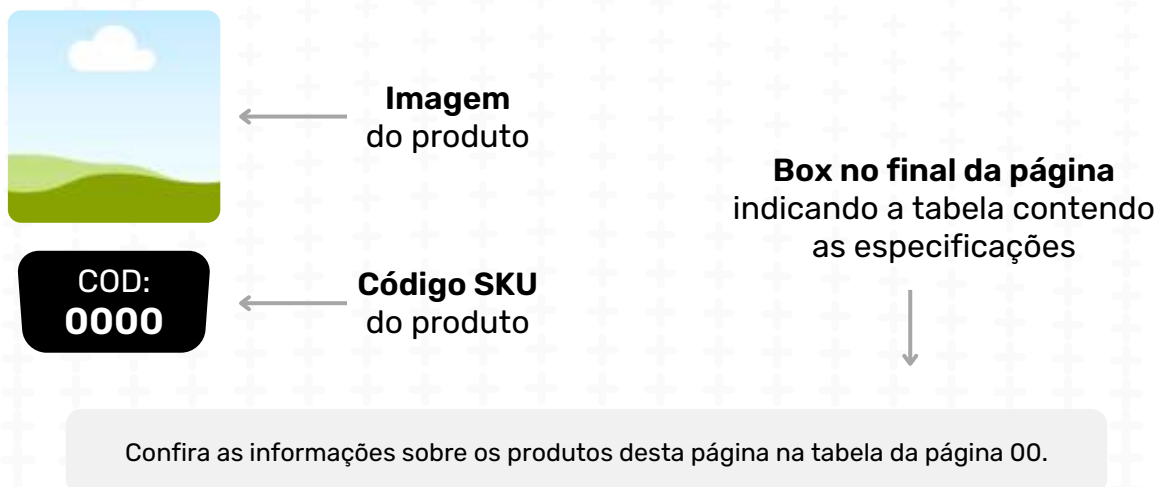 Imagem
do produto
Box no final da página
indicando a tabela contendo
as especificações
COD:
0000
Código SKU
do produto
Confira as informações sobre os produtos desta página na tabela da página 00.